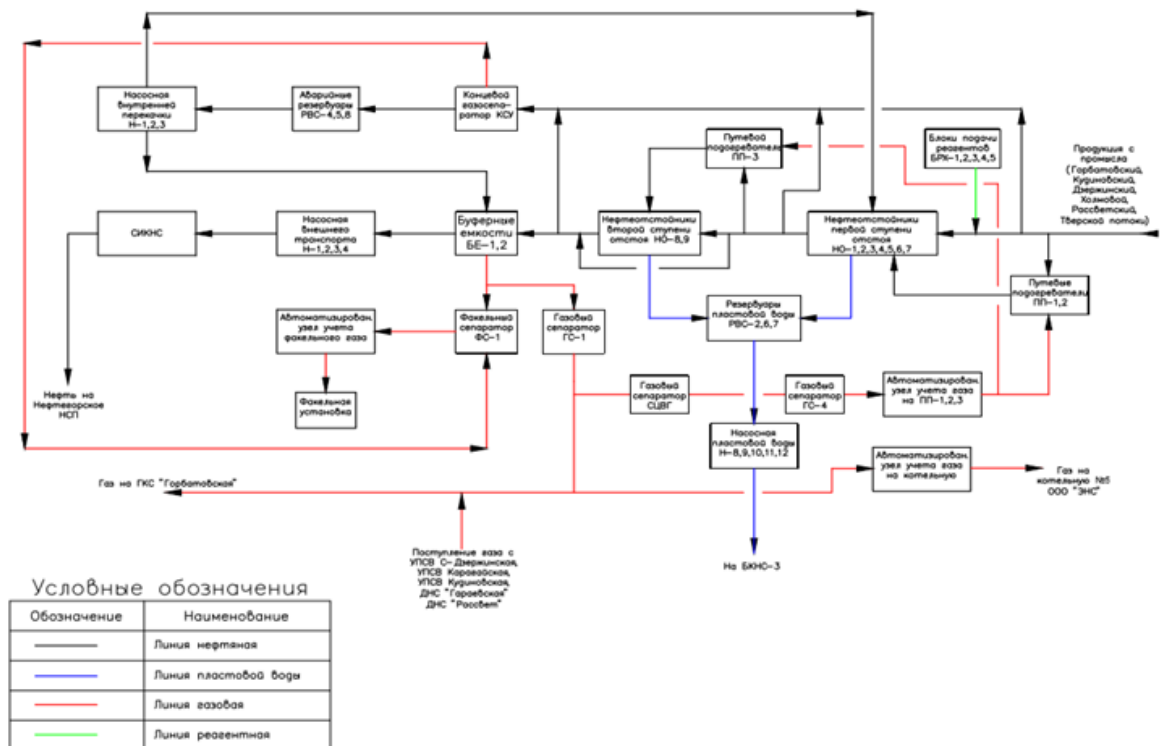 Насосная
внутренней
перекачки
Н-1,2,3
Аварийные
резервуары
РВС-4,5,8
Концевой
газосепа-
ратор КСУ
Путевой
подогреватель
ПП-3
Блоки подачи
реагентов
БРХ-1,2,3,4,5
Продукция с
промысла
(Горбатовский,
Кудиновский,
Дзержинский,
Холмовой,
Рассветский,
Тверской потоки)
СИКНС
Насосная
внешнего
транспорта
Н-1,2,3,4
Буферные
емкости
БЕ-1,2
Нефтеотстойники
второй ступени
отстоя НО-8,9
Нефтеотстойники
первой ступени
отстоя
НО-1,2,3,4,5,6,7
Путевые
подогреватели
ПП-1,2
Резервуары
пластовой воды
РВС-2,6,7
Автоматизирован.
узел учета
факельного газа
Факельный
сепаратор
ФС-1
Газовый
сепаратор
ГС-1
Нефть на
Нефтегорское
НСП
Факельная
установка
Газовый
сепаратор
СЦВГ
Газовый
сепаратор
ГС-4
Автоматизирован.
узел учета газа
на ПП-1,2,3
Насосная
пластовой воды
Н-8,9,10,11,12
Автоматизирован.
узел учета газа
на котельную
Газ на
котельную №5
ООО "ЭНС"
Газ на ГКС "Горбатовская"
Поступление газа с
УПСВ С-Дзержинская,
УПСВ Карагайская,
УПСВ Кудиновская,
ДНС "Гараевская"
ДНС "Рассвет"
На БКНС-3
Условные обозначения
Обозначение Наименование
Линия нефтяная
Линия пластовой воды
Линия газовая
Линия реагентная